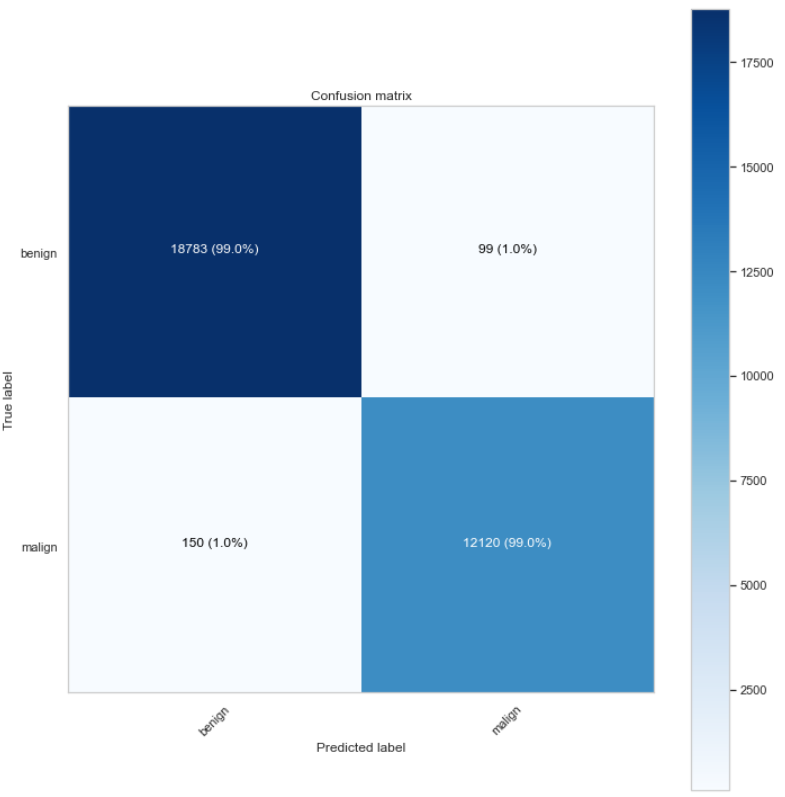 Confusion matrix
True label
benign
18783 (99.0%)
99 (1.0%)
malign
150 (1.0%)
12120 (99.0%)
benign
malign
Predicted label
17500
15000
12500
10000
7500
5000
2500